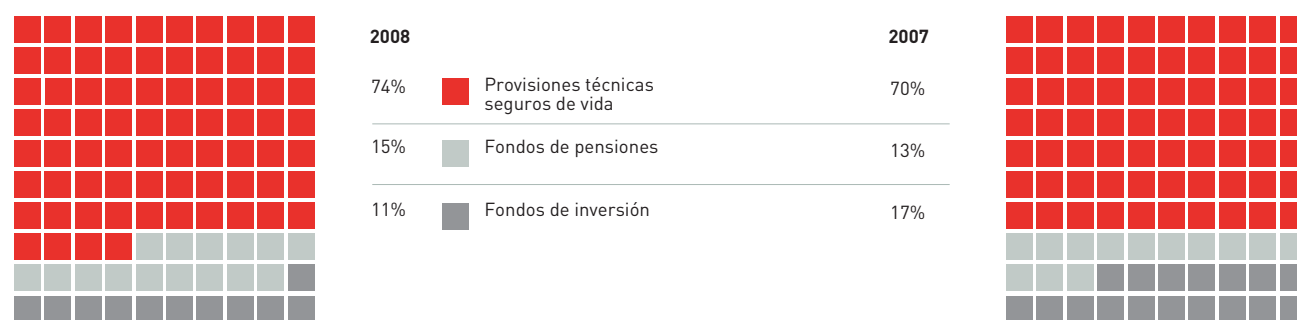 2008 2007
74% Provisiones técnicas seguros de vida 70%
15% Fondos de pensiones 13%
11% Fondos de inversión 17%